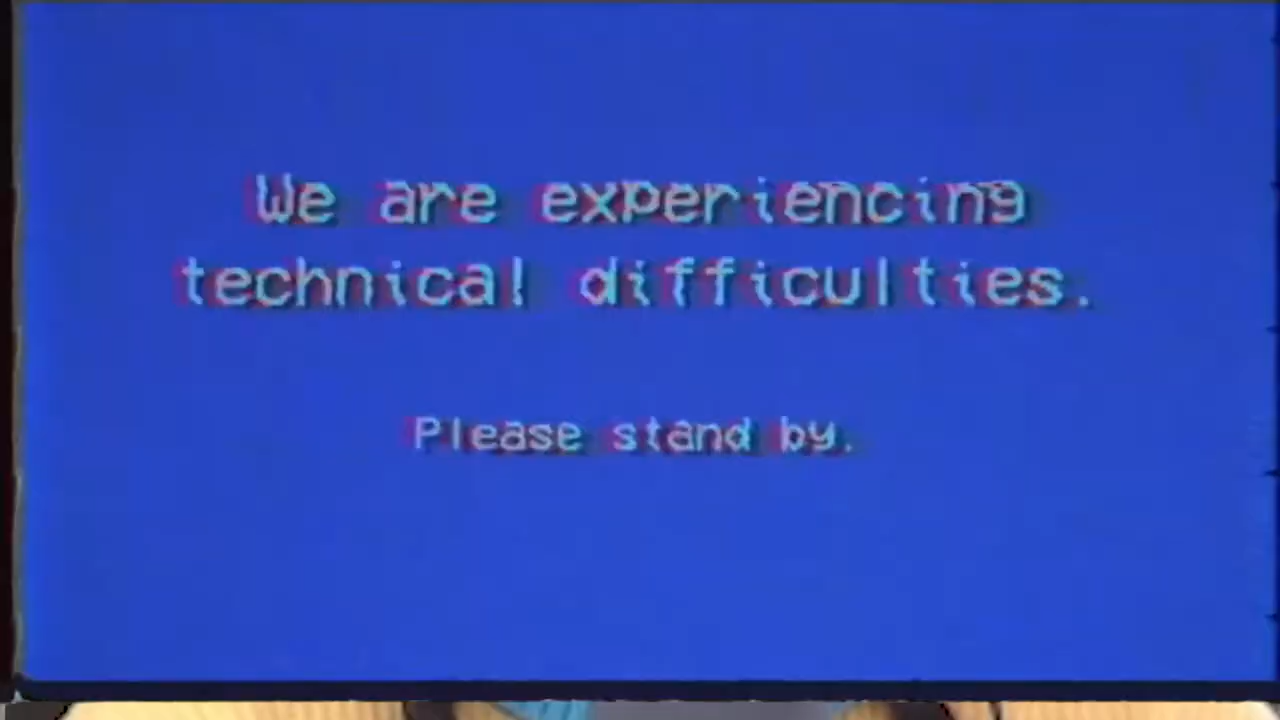 We are experiencing
technical difficulties.
Please stand by.